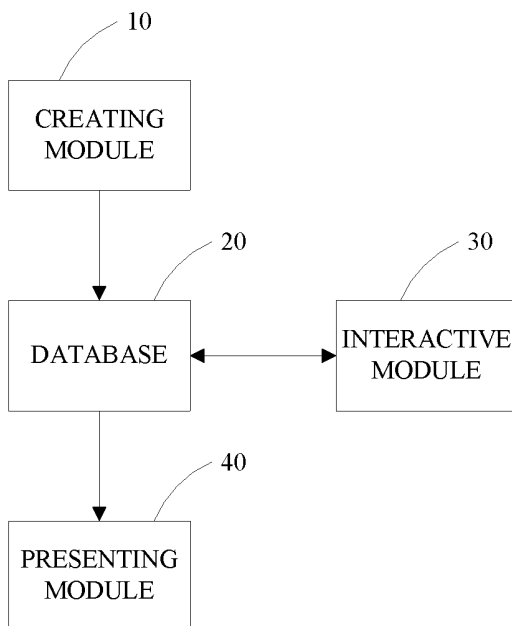 10
CREATING
MODULE
20
30
DATABASE
INTERACTIVE
MODULE
40
PRESENTING
MODULE